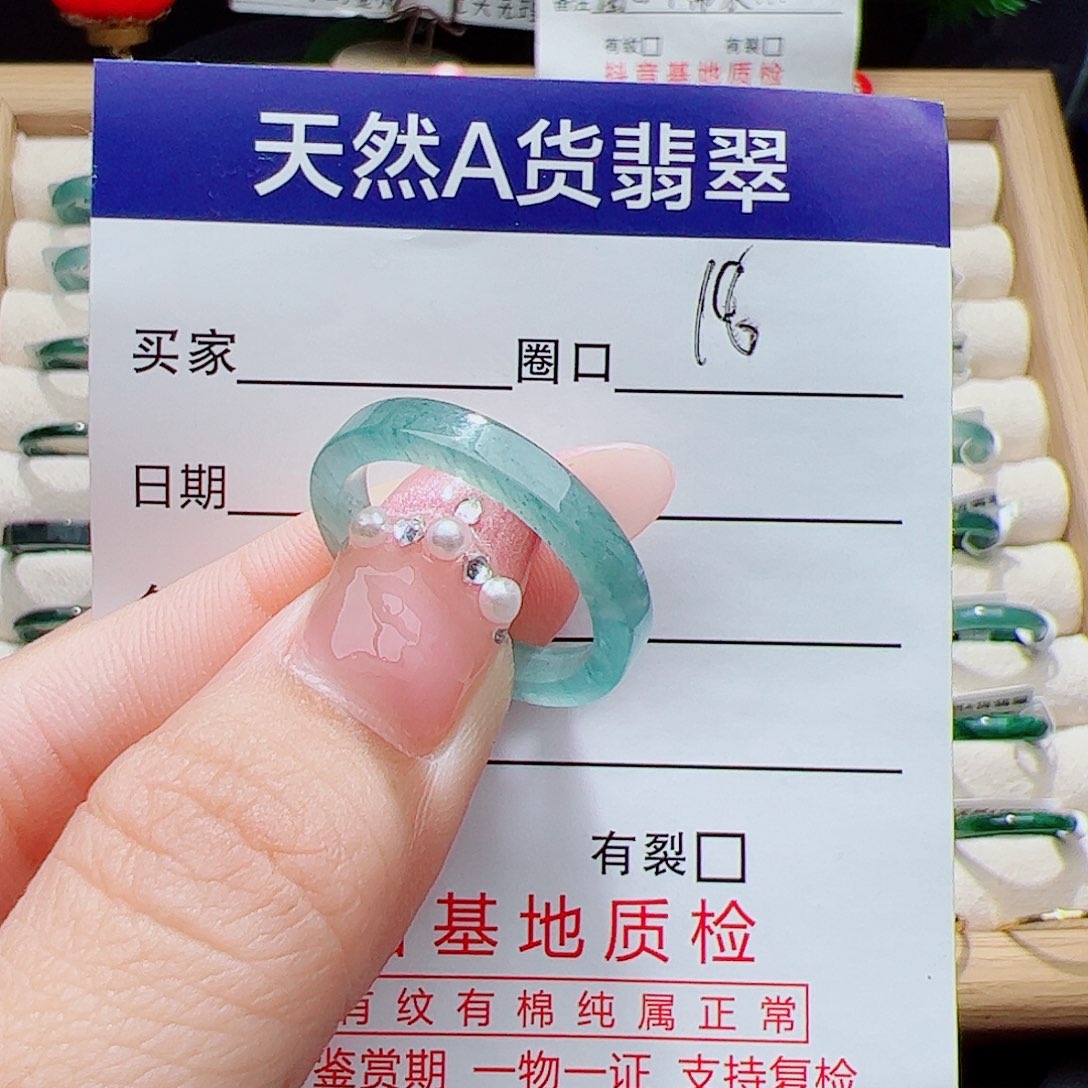 有纹□ 有裂□
抖音基地质检
天然A货翡翠
18
买家 圈口
日期
有裂□
基地质检
有纹有棉纯属正常
鉴赏期 一物一证 支持复检